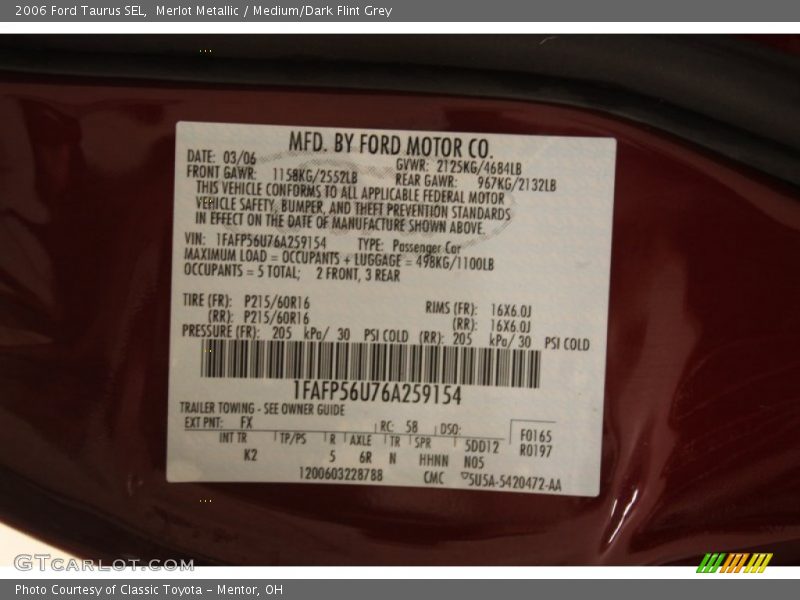 2006 Ford Taurus SEL,  Merlot Metallic / Medium/Dark Flint Grey
MFD. BY FORD MOTOR CO.
DATE: 03/06 GVWR: 2125KG/4684LB
FRONT GAWR: 1158KG/2552LB REAR GAWR: 967KG/2132LB
THIS VEHICLE CONFORMS TO ALL APPLICABLE FEDERAL MOTOR
VEHICLE SAFETY, BUMPER, AND THEFT PREVENTION STANDARDS
IN EFFECT ON THE DATE OF MANUFACTURE SHOWN ABOVE.
VIN: 1FAFP56U76A259154 TYPE: Passenger Car
MAXIMUM LOAD = OCCUPANTS + LUGGAGE = 498KG/1100LB
OCCUPANTS = 5 TOTAL; 2 FRONT, 3 REAR
TIRE (FR): P215/60R16 RIMS (FR): 16X6.0J
(RR): P215/60R16 (RR): 16X6.0J
PRESSURE (FR): 205 kPa/ 30 PSI COLD (RR): 205 kPa/ 30 PSI COLD
1FAFP56U76A259154
TRAILER TOWING - SEE OWNER GUIDE
EXT PNT: FX RC: 58 DSO: F0165
INT TR TP/PS R AXLE TR SPR 5DD12 R0197
K2 5 6R N HHNN N05
1200603228788 CMC ▽5U5A-5420472-AA
GTCARLOT.COM
Photo Courtesy of Classic Toyota - Mentor, OH